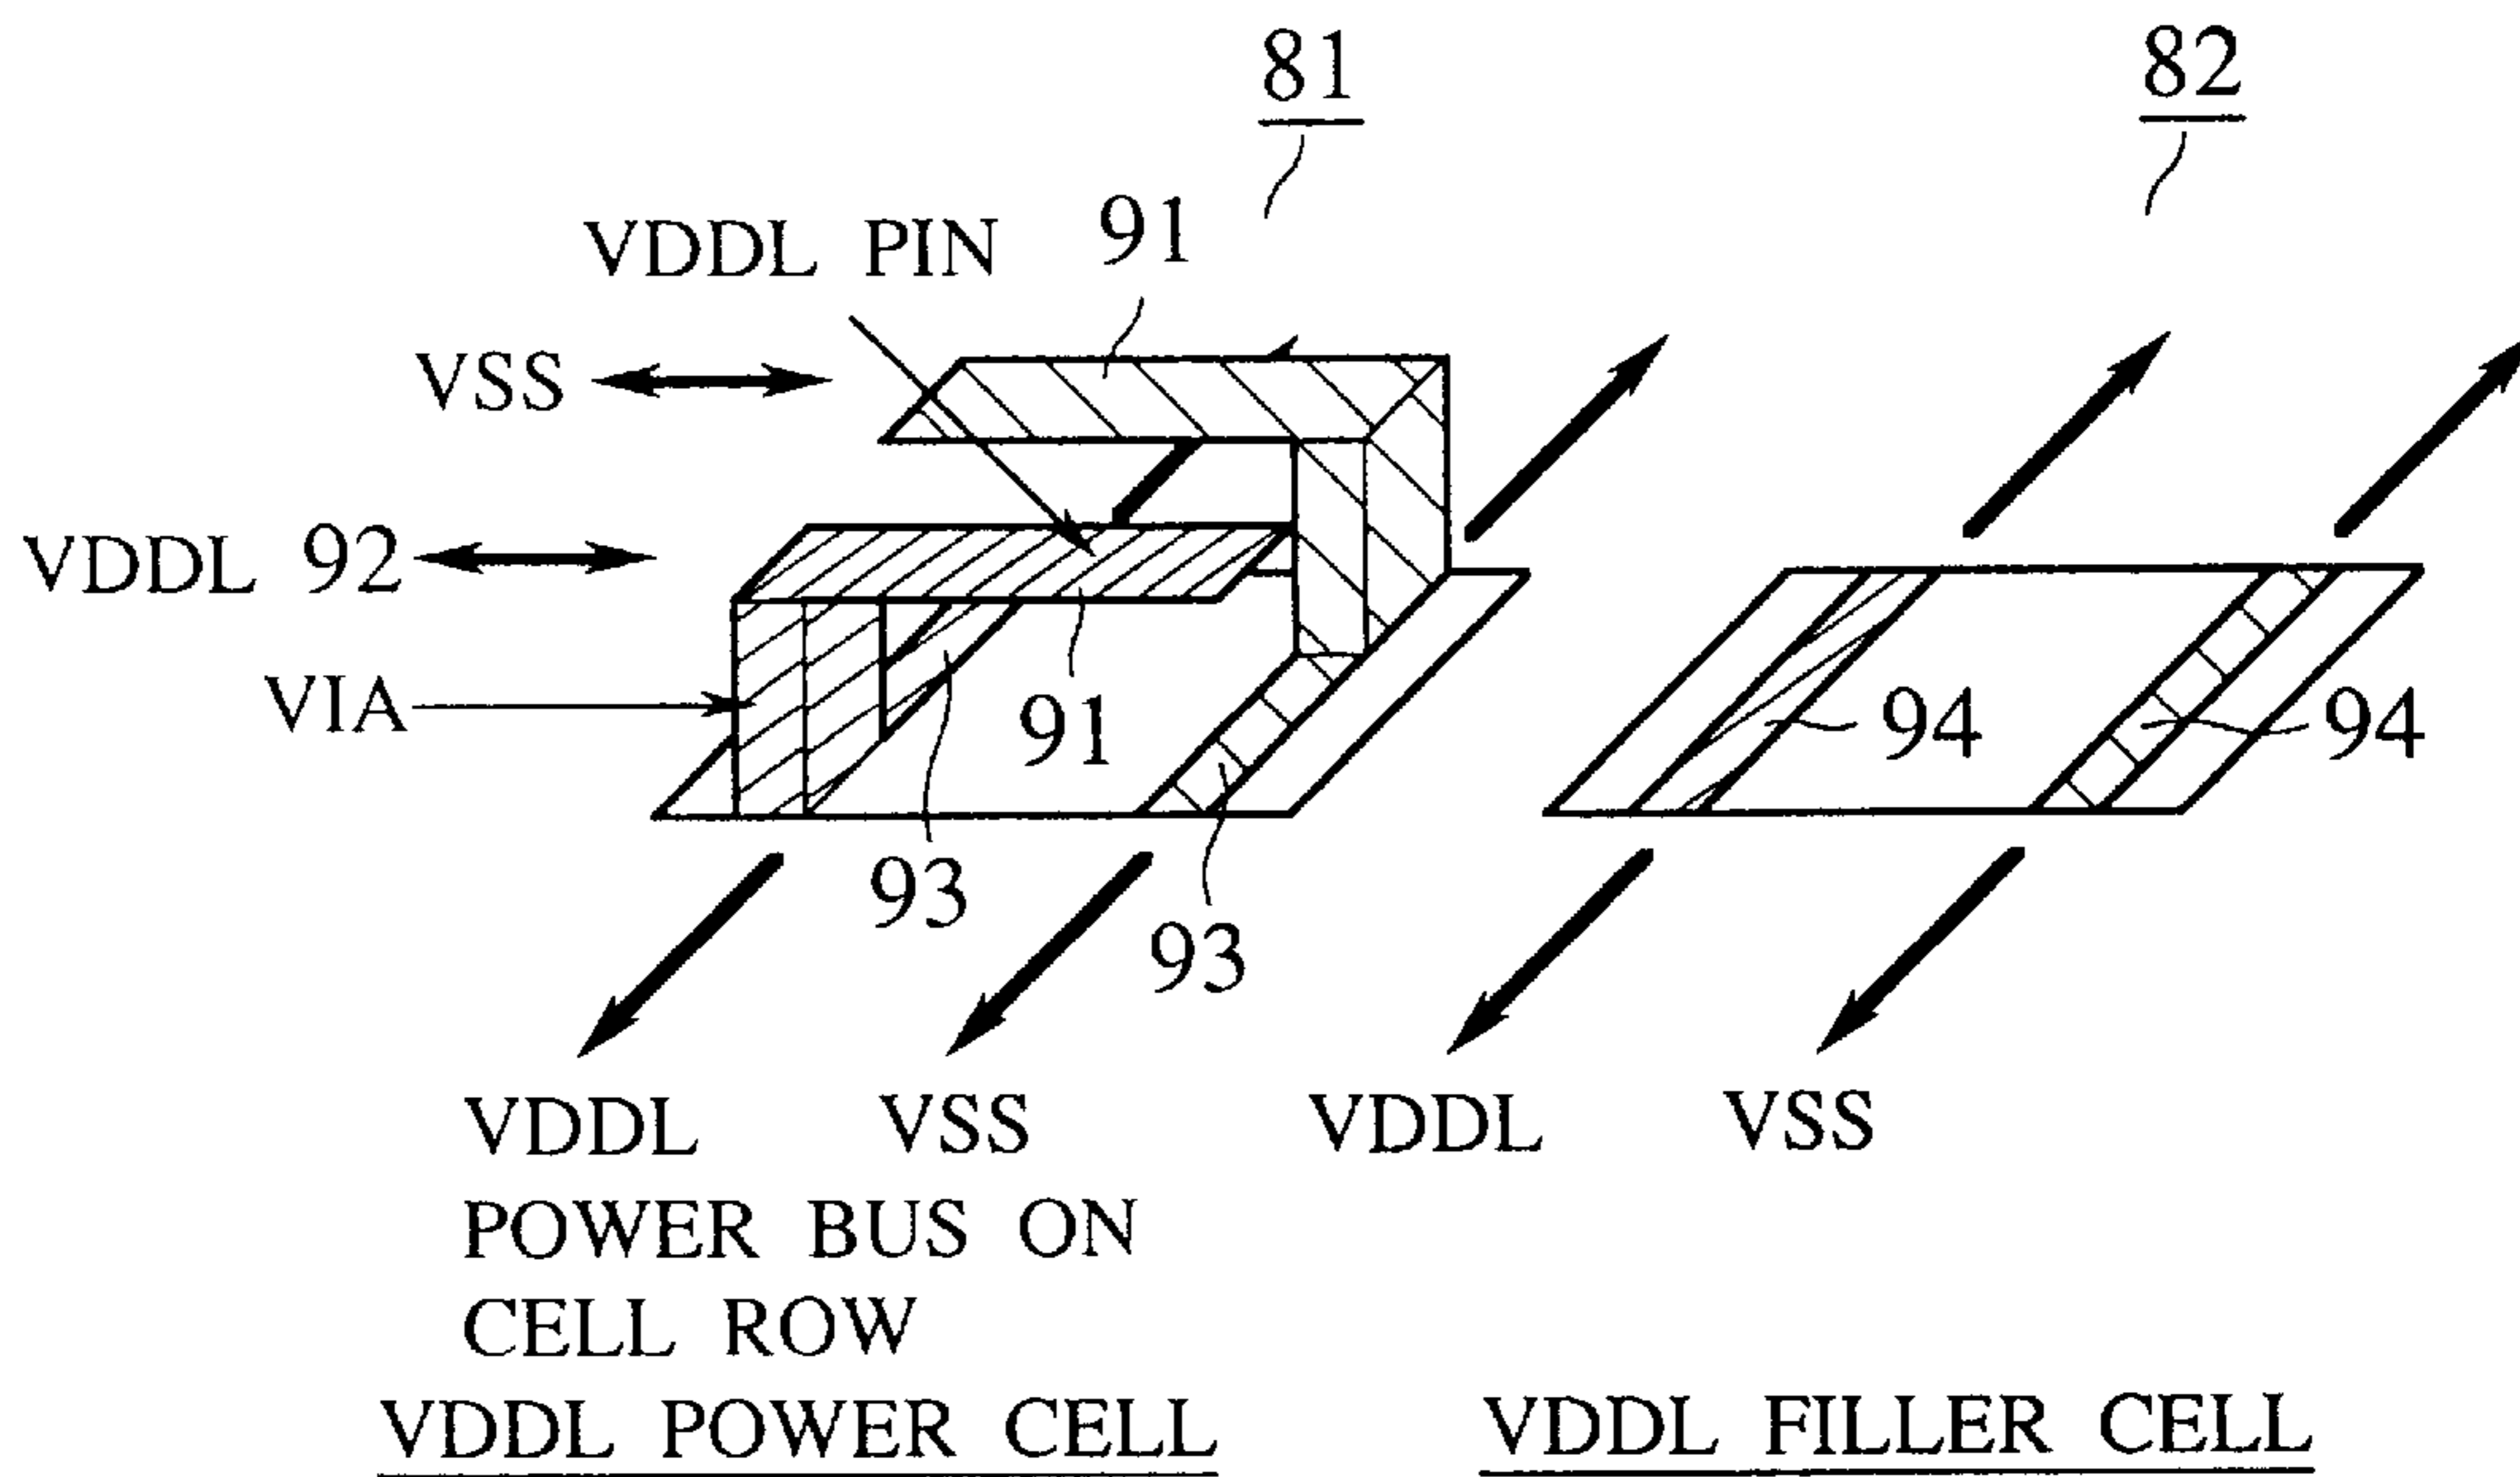 81
82
VDDL PIN 91
VSS
VDDL 92
VIA
91
94
94
93
93
VDDL VSS VDDL VSS
POWER BUS ON
CELL ROW
VDDL POWER CELL
VDDL FILLER CELL